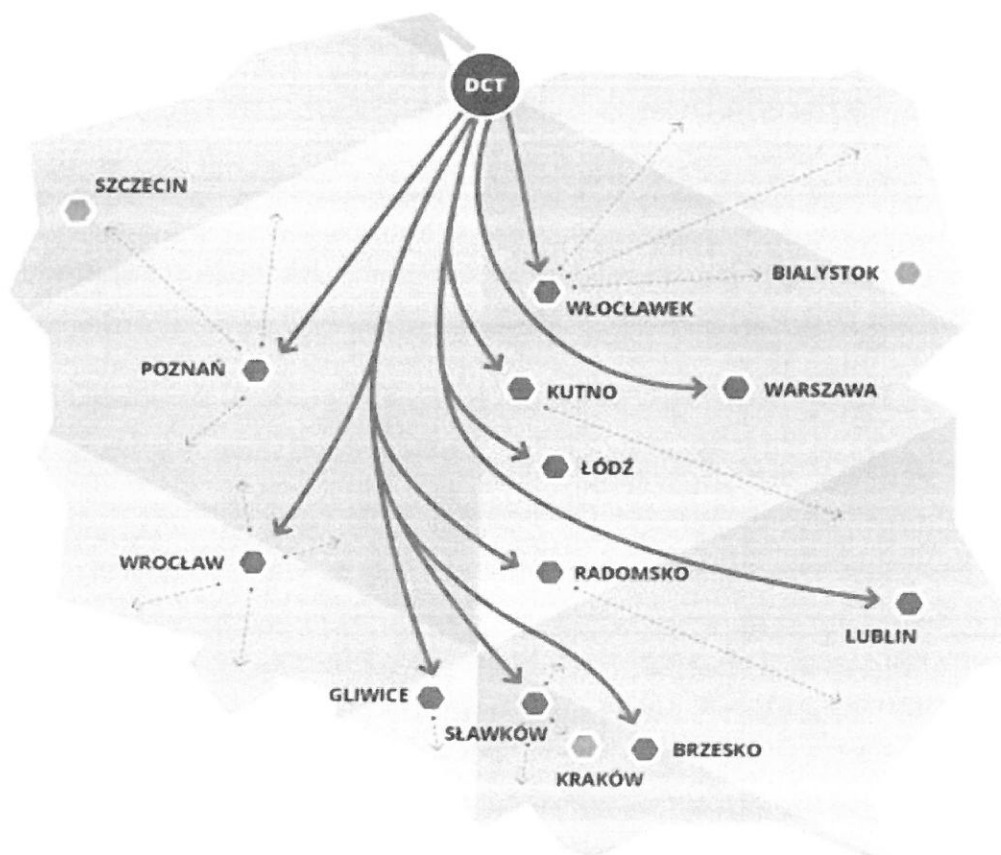 DCT
SZCZECIN
BIALYSTOK
WŁOCŁAWEK
POZNAŃ
KUTNO
WARSZAWA
ŁÓDŹ
WROCŁAW
RADOMSKO
LUBLIN
GLIWICE
SŁAWKÓW
BRZESKO
KRAKÓW